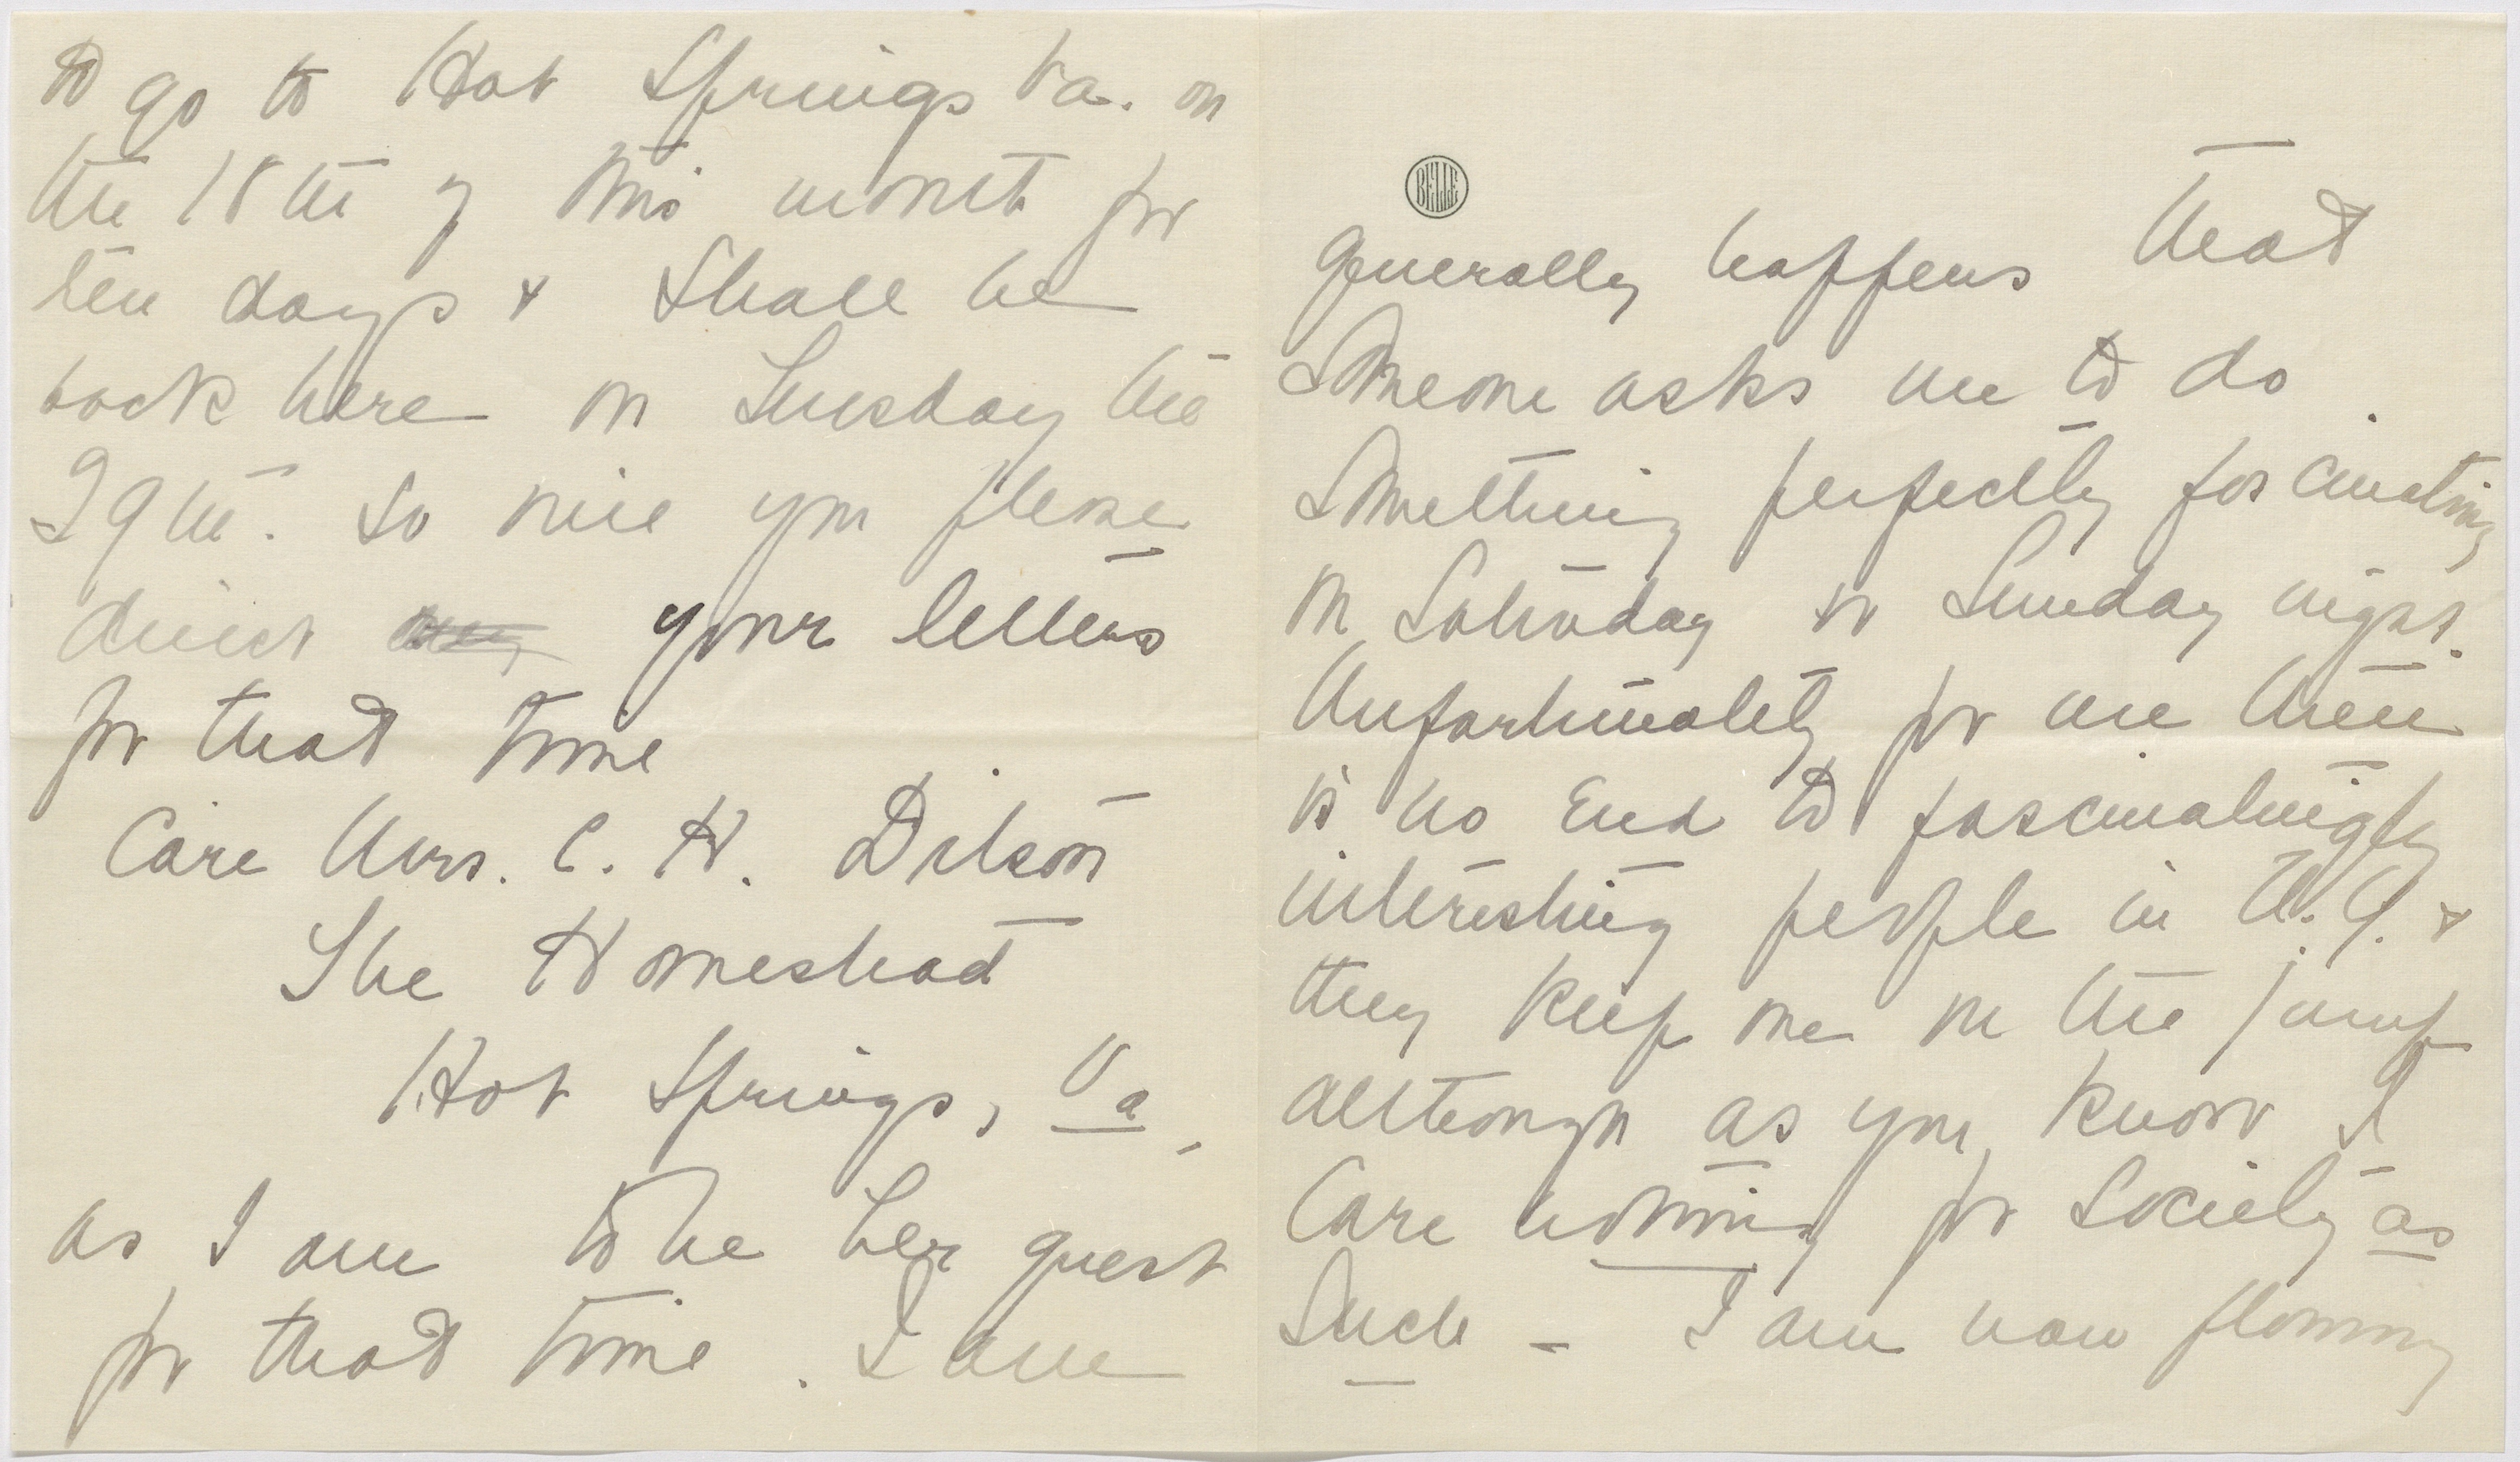 to go to Hot Springs Va. on
the 18th of this month for
ten days & shall be
back here on Tuesday the
29th. So will you please
direct your letters
for that time
Care Mrs. C. H. Ditson
The Homestead
Hot Springs, Va.
as I am to be her guest
for that time. I am
BELLE
generally happens that
someone asks me to do
something perfectly fascinating
on Saturday or Sunday night.
Unfortunately for me there
is no end to fascinatingly
interesting people in N. Y. &
they keep me on the jump
although as you know I
care nothing for Society as
such – I am now planning